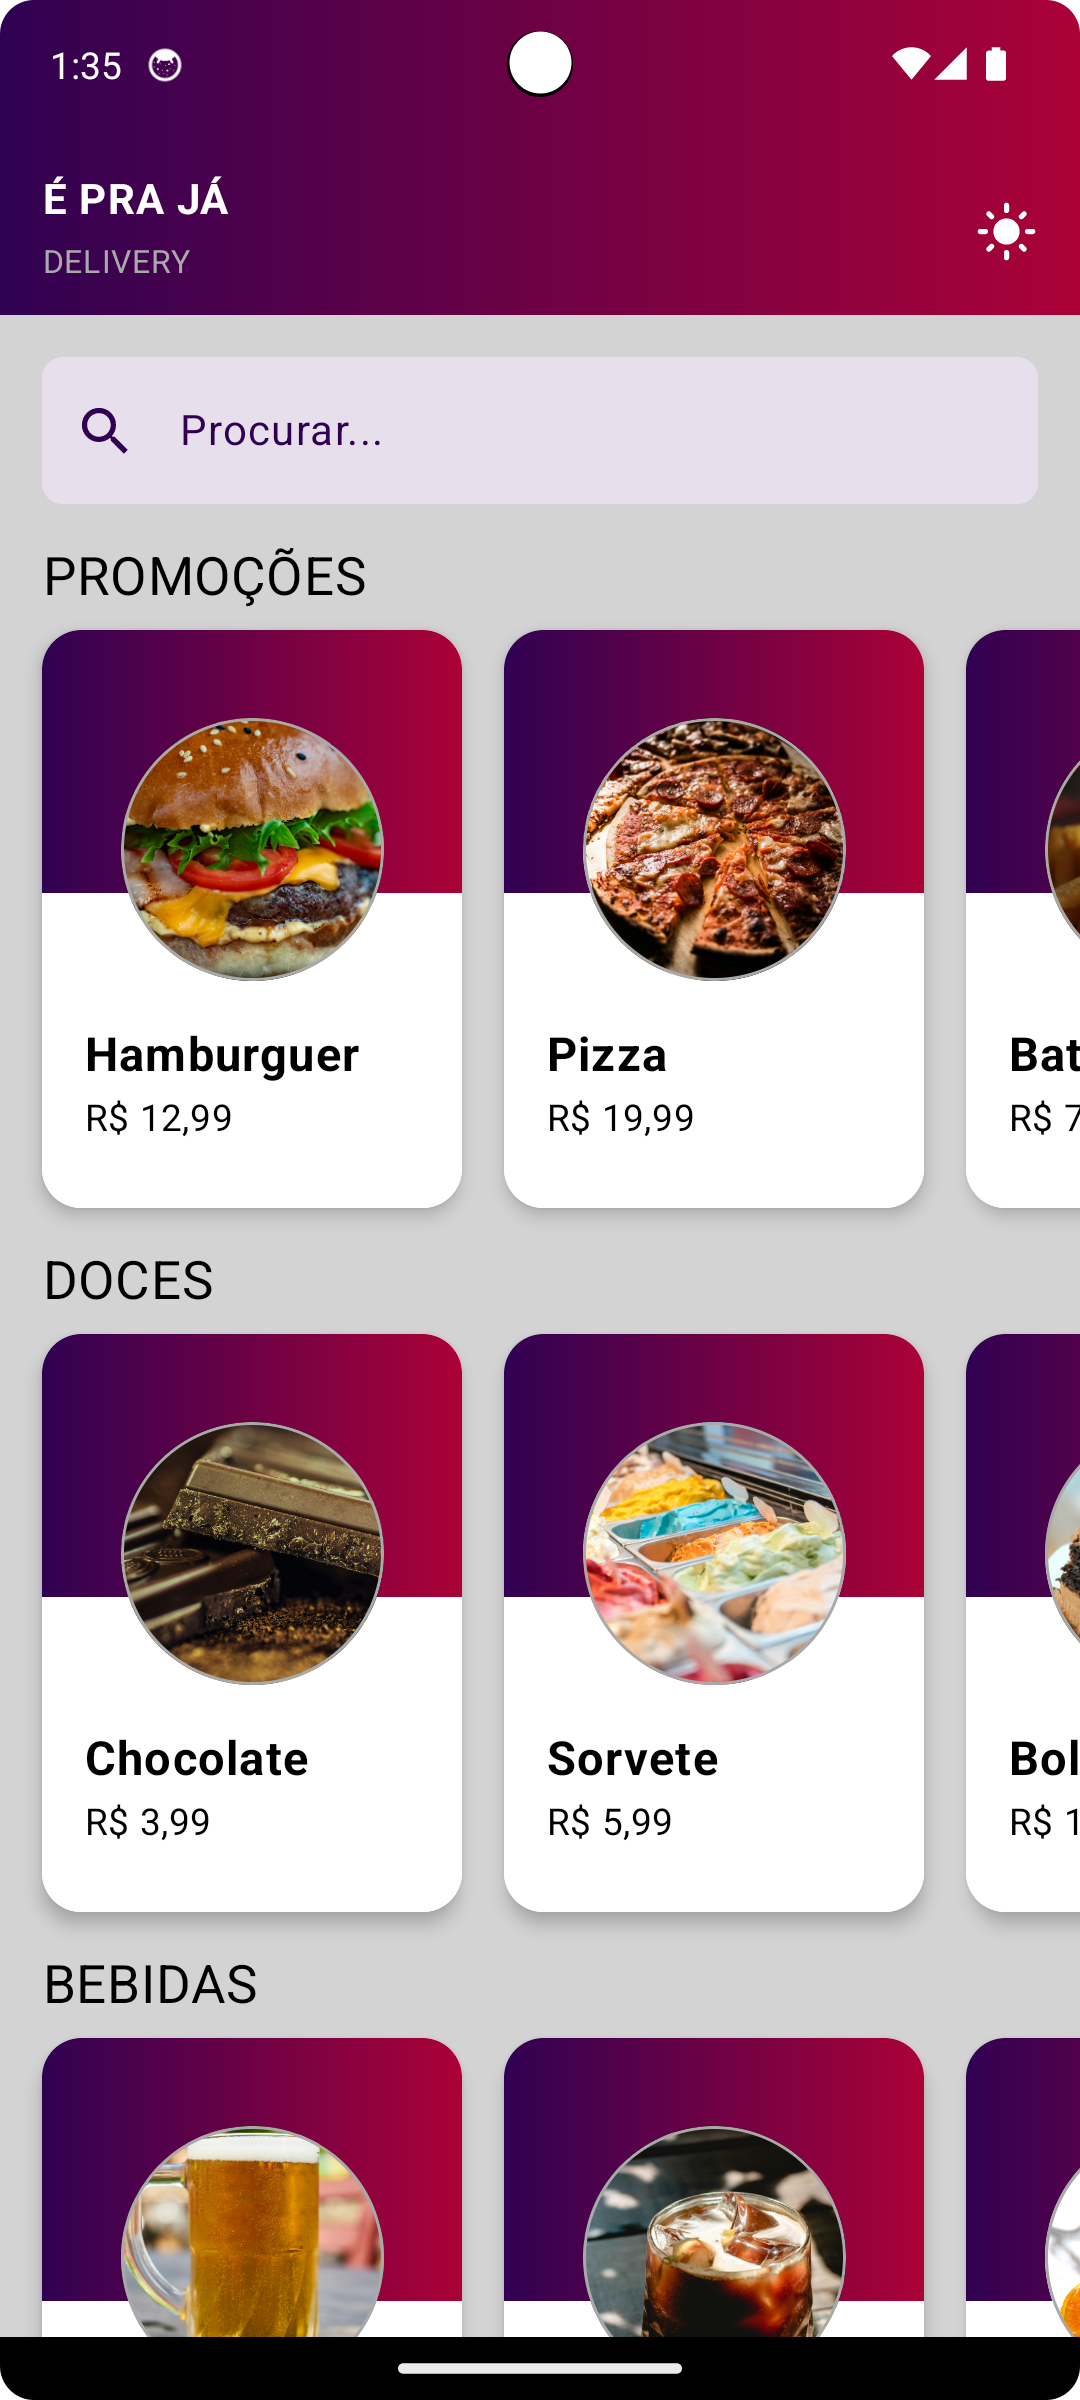 1:35
É PRA JÁ
DELIVERY
Procurar...
PROMOÇÕES
Hamburguer
R$ 12,99
Pizza
R$ 19,99
Bat
R$ 7
DOCES
Chocolate
R$ 3,99
Sorvete
R$ 5,99
Bol
R$ 1
BEBIDAS